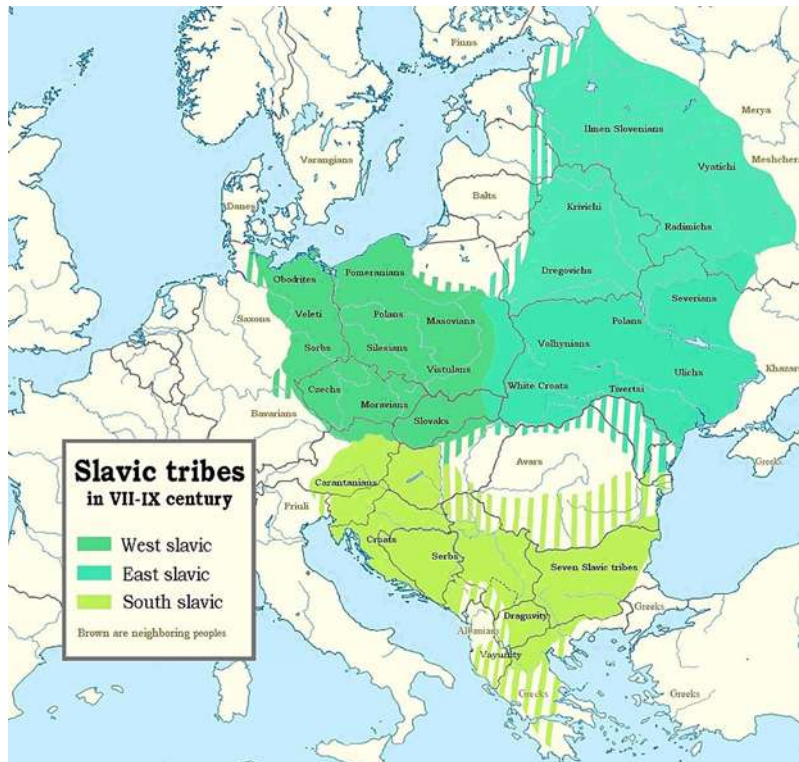 Finns
Merya
Ilmen Slovenians
Meshchera
Varangians
Vyatichi
Balts
Danes
Krivichi
Radimichs
Obodrites
Pomeranians
Dregovichs
Severians
Saxons
Veleti
Polans
Masovians
Polans
Sorbs
Silesians
Volhynians
Khazars
Vistulans
Ulichs
Czechs
White Croats
Tivertsi
Bavarians
Moravians
Slovaks
Avars
Greeks
Slavic tribes
in VII-IX century
West slavic
East slavic
South slavic
Brown are neighboring peoples
Carantanians
Friuli
Croats
Serbs
Seven Slavic tribes
Greeks
Draguvity
Albanians
Vayunity
Greeks
Greeks